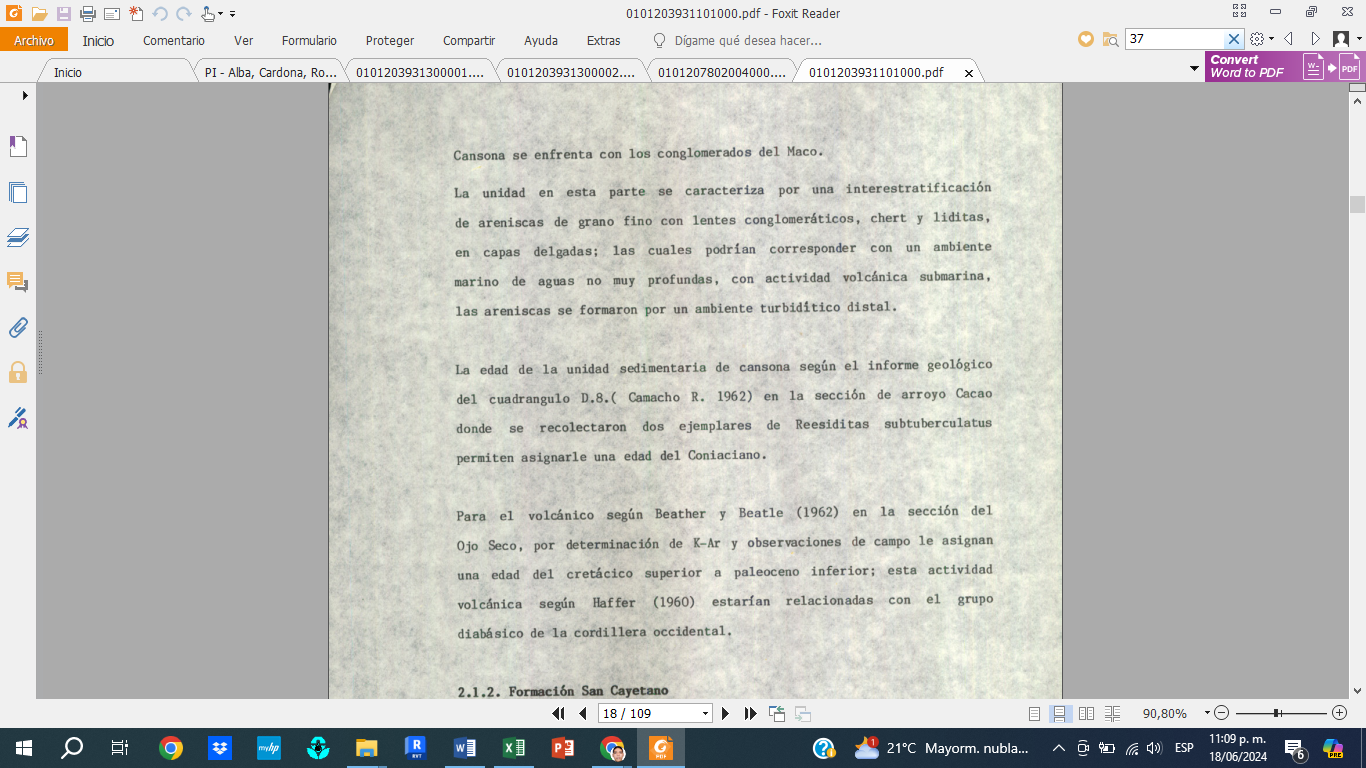 0101203931101000.pdf - Foxit Reader
Archivo Inicio Comentario Ver Formulario Proteger Compartir Ayuda Extras Dígame qué desea hacer... 37
Inicio PI - Alba, Cardona, Ro... 0101203931300001.... 0101203931300002.... 0101207802004000.... 0101203931101000.pdf
Convert
Word to PDF
W
PDF
Cansona se enfrenta con los conglomerados del Maco.
La unidad en esta parte se caracteriza por una interestratificación
de areniscas de grano fino con lentes conglomeráticos, chert y liditas,
en capas delgadas; las cuales podrían corresponder con un ambiente
marino de aguas no muy profundas, con actividad volcánica submarina,
las areniscas se formaron por un ambiente turbidítico distal.
La edad de la unidad sedimentaria de cansona según el informe geológico
del cuadrangulo D.8.( Camacho R. 1962) en la sección de arroyo Cacao
donde se recolectaron dos ejemplares de Reesiditas subtuberculatus
permiten asignarle una edad del Coniaciano.
Para el volcánico según Beather y Beatle (1962) en la sección del
Ojo Seco, por determinación de K-Ar y observaciones de campo le asignan
una edad del cretácico superior a paleoceno inferior; esta actividad
volcánica según Haffer (1960) estarían relacionadas con el grupo
diabásico de la cordillera occidental.
2.1.2. Formación San Cayetano
18 / 109
90,80%
my hp
R
RVT
W
X
P
PDF
1
21°C Mayorm. nubla...
ESP
11:09 p. m.
18/06/2024
6
PRE